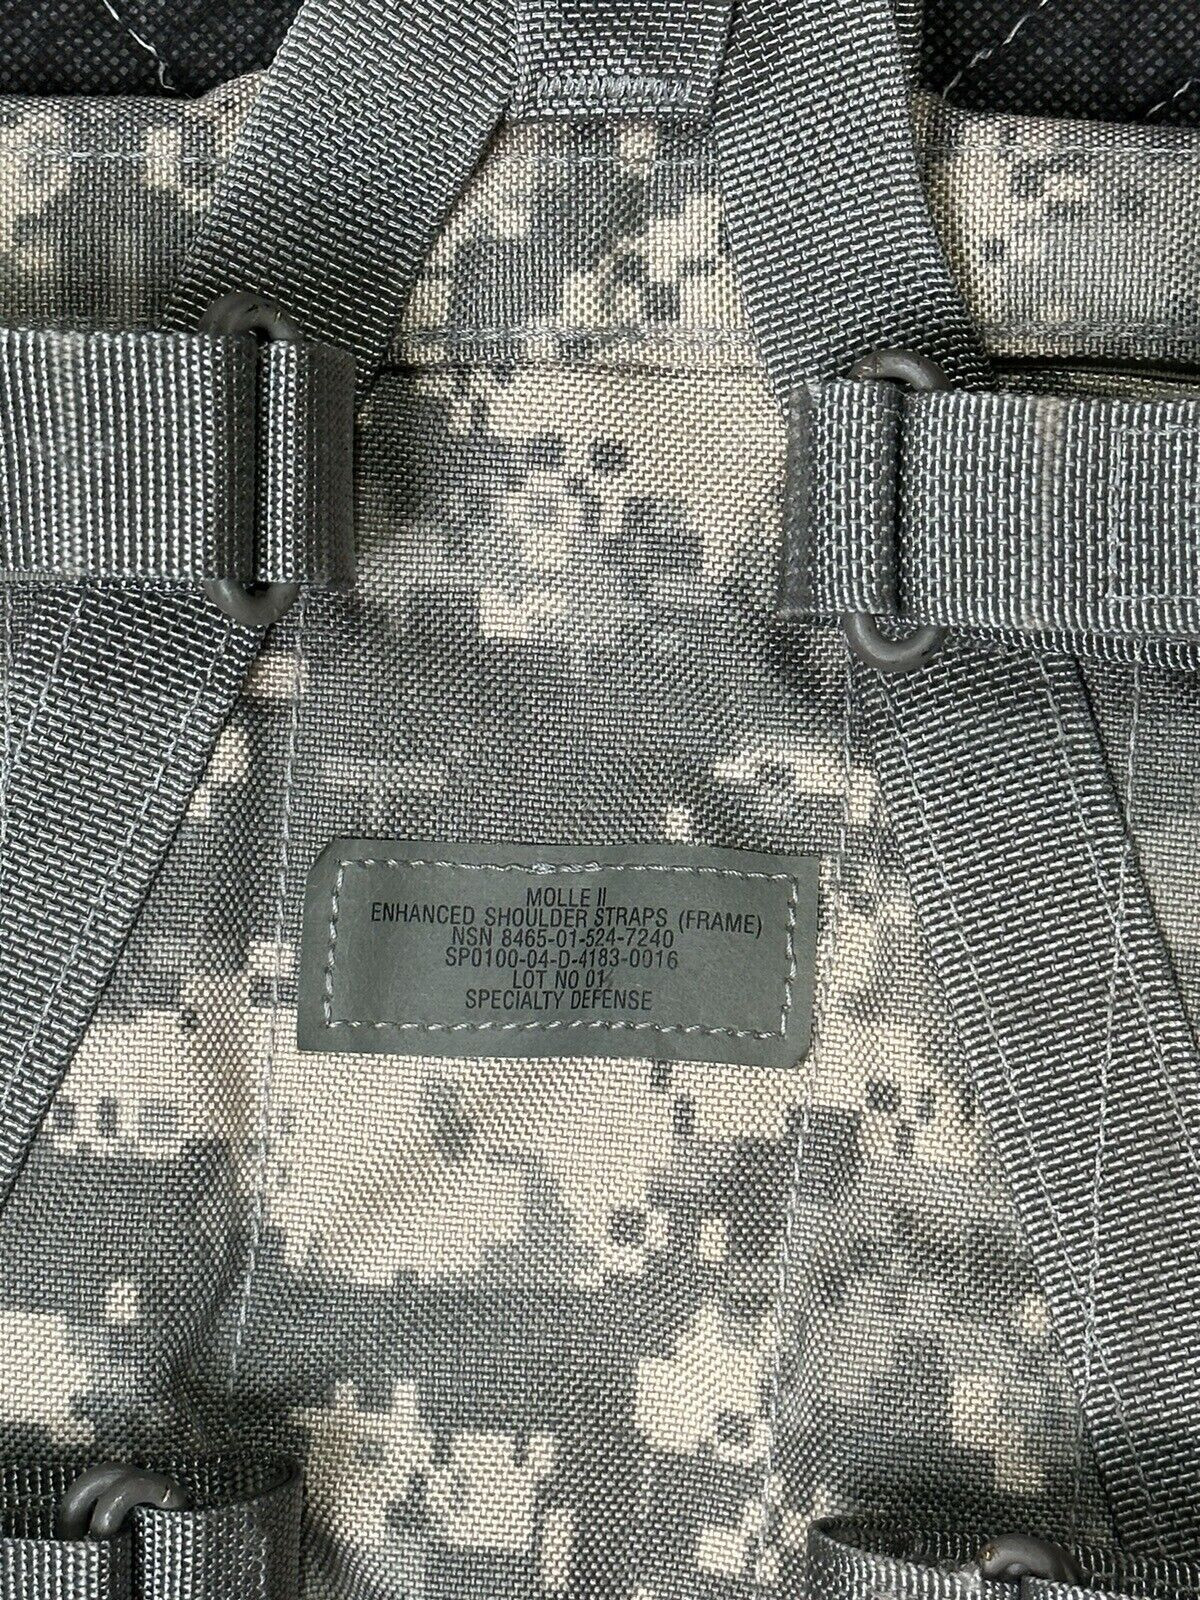 MOLLE II
ENHANCED SHOULDER STRAPS (FRAME)
NSN 8465-01-524-7240
SP0100-04-D-4183-0016
LOT NO 01
SPECIALTY DEFENSE